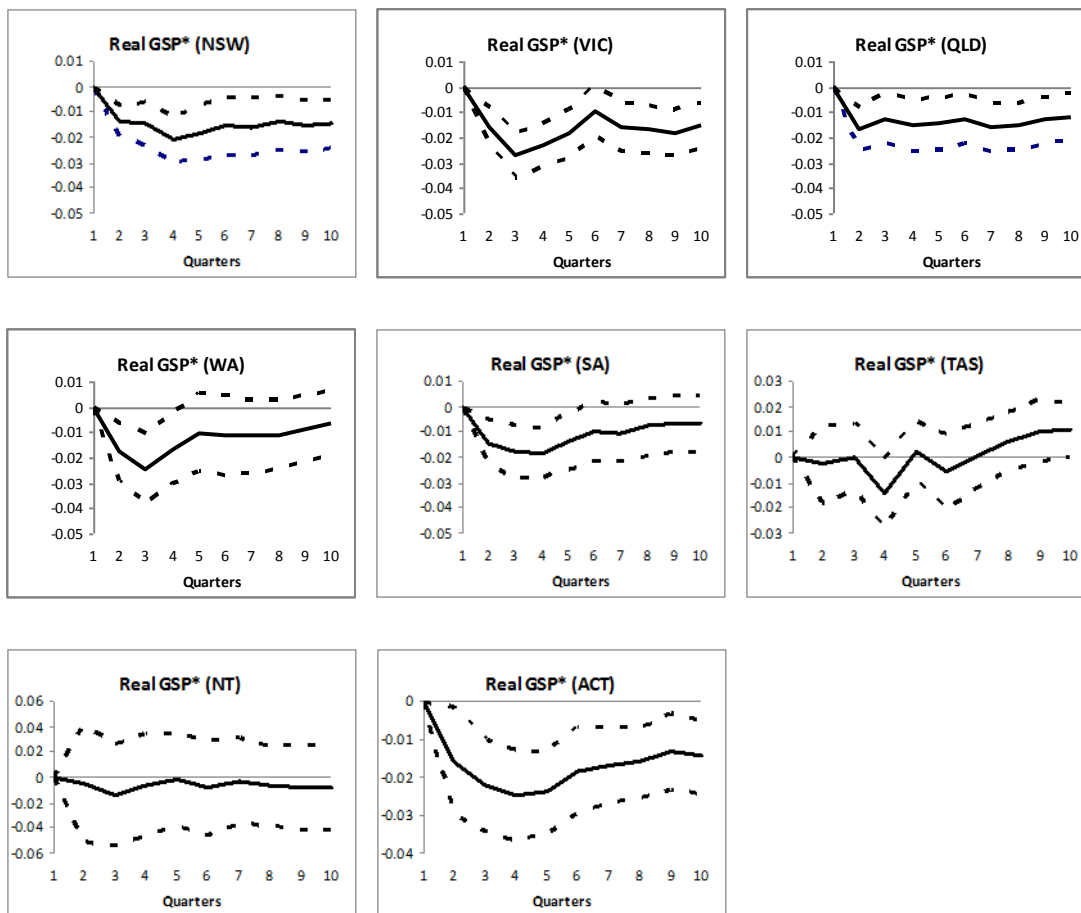 Real GSP* (NSW)
0.01
0
-0.01
-0.02
-0.03
-0.04
-0.05
1 2 3 4 5 6 7 8 9 10
Quarters
Real GSP* (VIC)
0.01
0
-0.01
-0.02
-0.03
-0.04
-0.05
1 2 3 4 5 6 7 8 9 10
Quarters
Real GSP* (QLD)
0.01
0
-0.01
-0.02
-0.03
-0.04
-0.05
1 2 3 4 5 6 7 8 9 10
Quarters
Real GSP* (WA)
0.01
0
-0.01
-0.02
-0.03
-0.04
-0.05
1 2 3 4 5 6 7 8 9 10
Quarters
Real GSP* (SA)
0.01
0
-0.01
-0.02
-0.03
-0.04
-0.05
1 2 3 4 5 6 7 8 9 10
Quarters
Real GSP* (TAS)
0.03
0.02
0.01
0
-0.01
-0.02
-0.03
1 2 3 4 5 6 7 8 9 10
Quarters
Real GSP* (NT)
0.06
0.04
0.02
0
-0.02
-0.04
-0.06
1 2 3 4 5 6 7 8 9 10
Quarters
Real GSP* (ACT)
0
-0.01
-0.02
-0.03
-0.04
1 2 3 4 5 6 7 8 9 10
Quarters